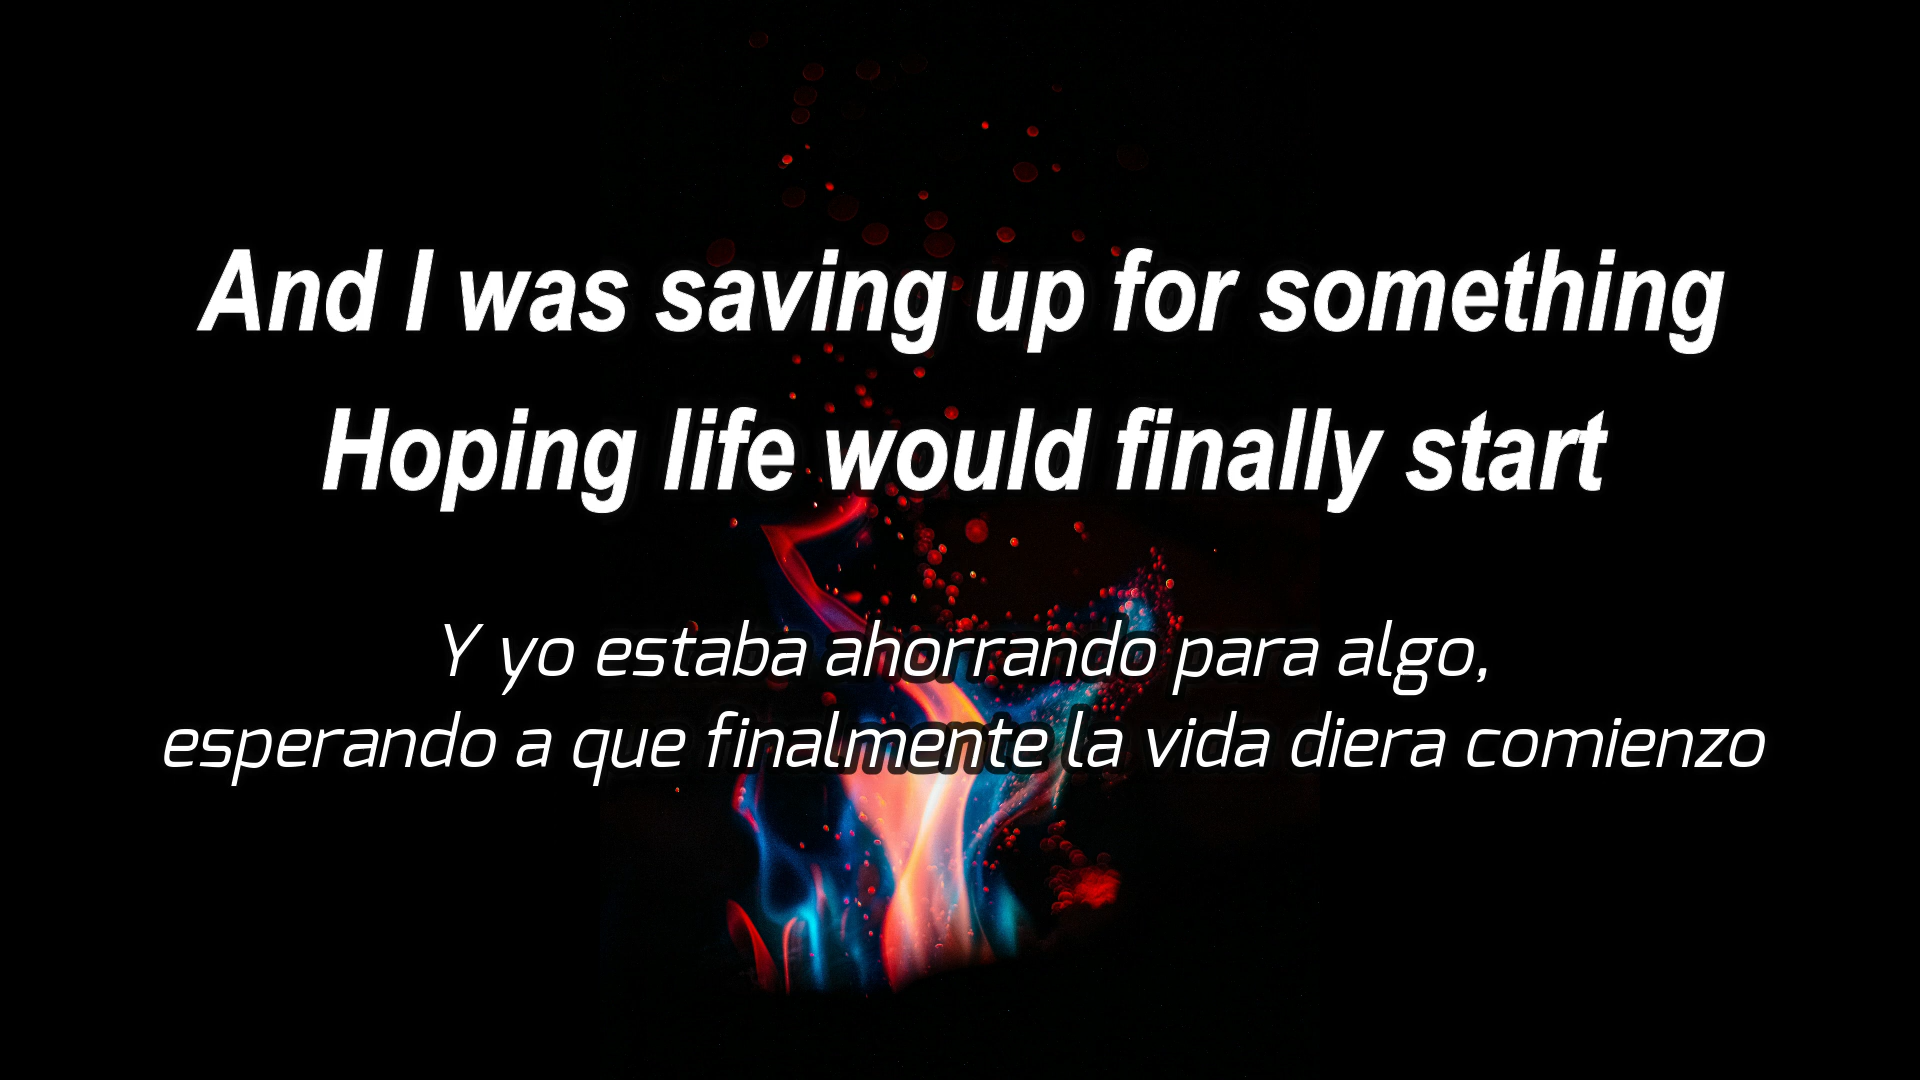 And I was saving up for something
Hoping life would finally start
Y yo estaba ahorrando para algo,
esperando a que finalmente la vida diera comienzo